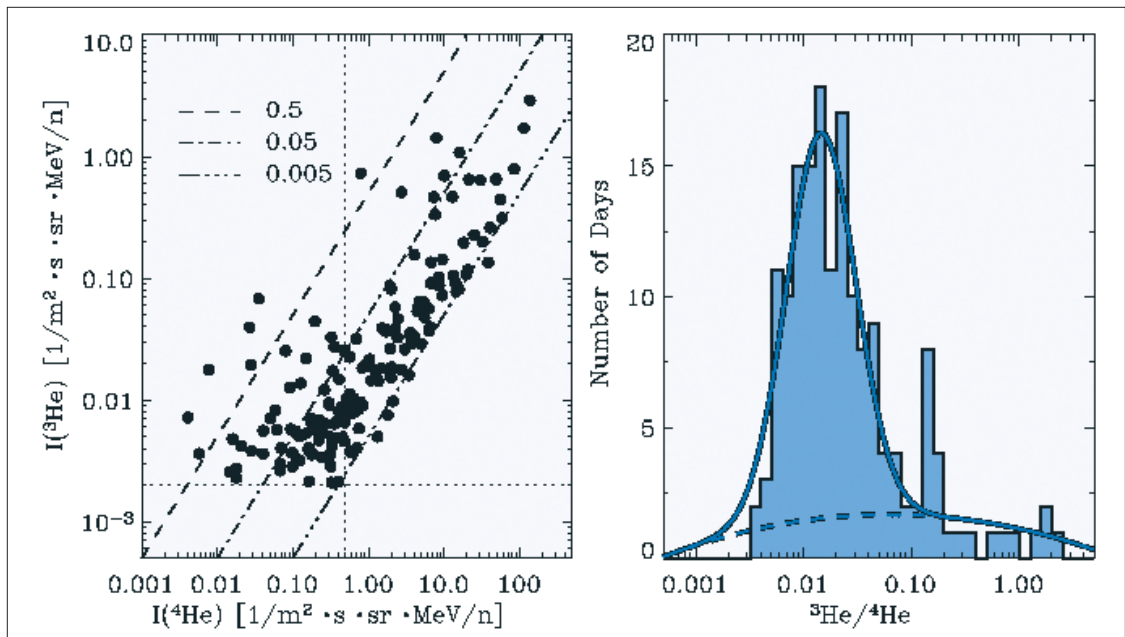 10.0
1.00
0.10
0.01
10⁻³
I(³He) [1/m² · s · sr · MeV/n]
0.5
0.05
0.005
0.001 0.01 0.10 1.00 10.0 100
I(⁴He) [1/m² · s · sr · MeV/n]
20
15
10
5
0
Number of Days
0.001 0.01 0.10 1.00
³He/⁴He